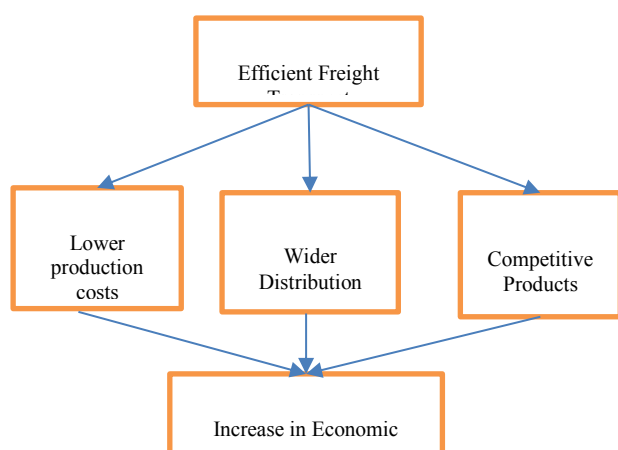 Efficient Freight
Lower
production
costs
Wider
Distribution
Competitive
Products
Increase in Economic